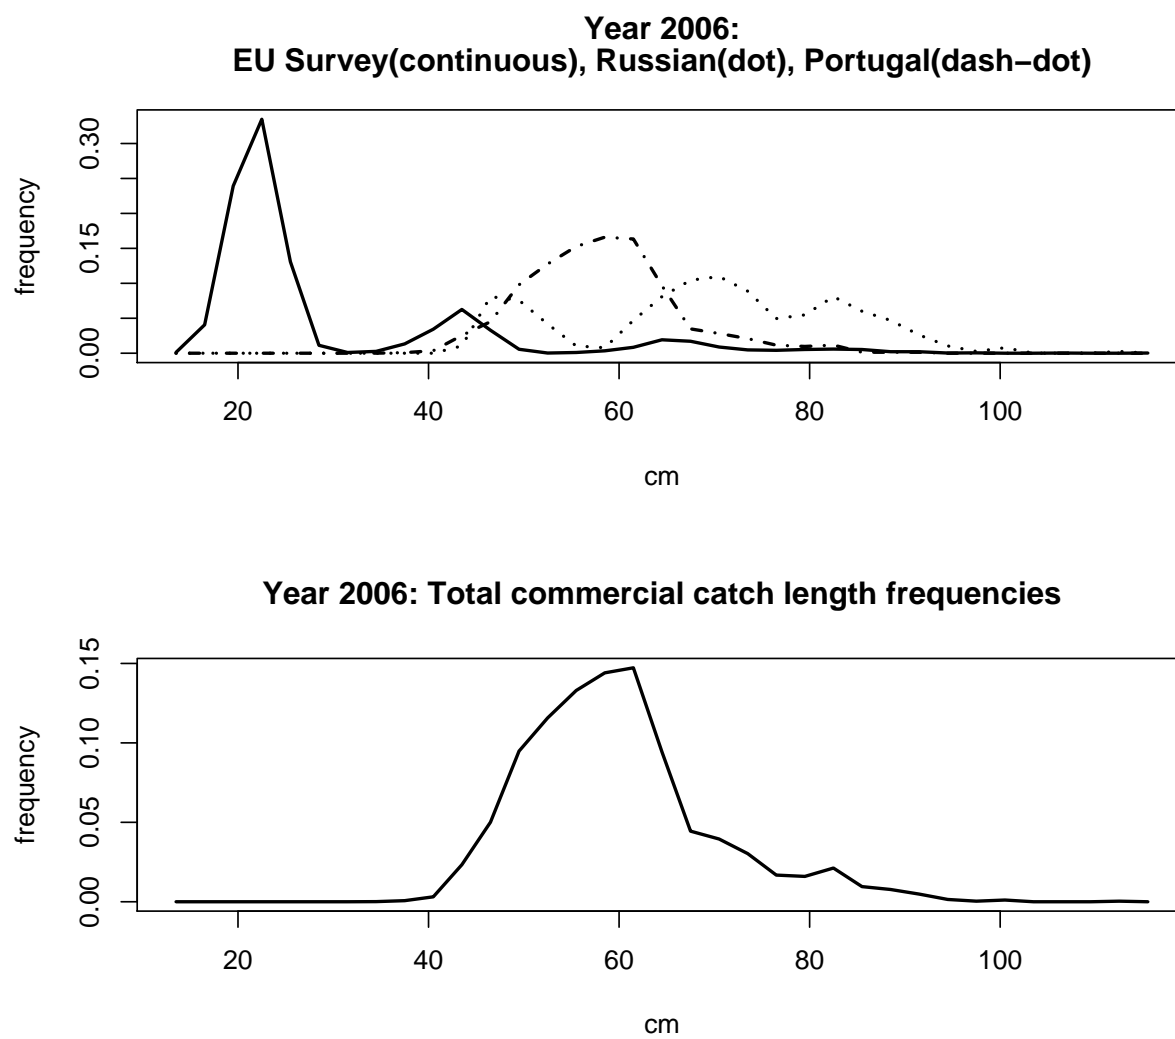 Year 2006:
EU Survey(continuous), Russian(dot), Portugal(dash−dot)
frequency
0.00 0.15 0.30
20 40 60 80 100
cm
Year 2006: Total commercial catch length frequencies
frequency
0.00 0.05 0.10 0.15
20 40 60 80 100
cm